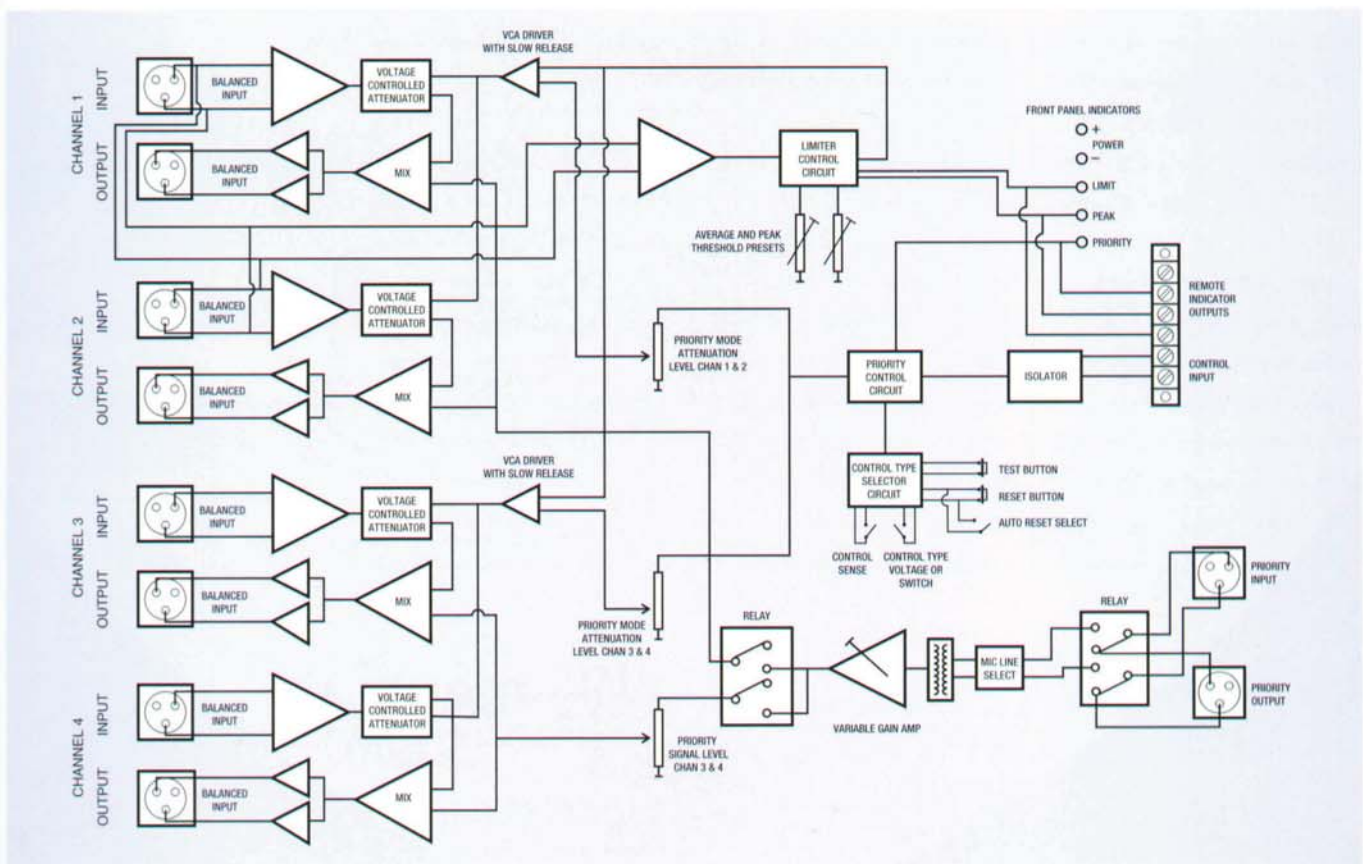 VCA DRIVER
WITH SLOW RELEASE
CHANNEL 1
INPUT
BALANCED
INPUT
VOLTAGE
CONTROLLED
ATTENUATOR
OUTPUT
BALANCED
INPUT
MIX
LIMITER
CONTROL
CIRCUIT
AVERAGE AND PEAK
THRESHOLD PRESETS
FRONT PANEL INDICATORS
+
POWER
–
LIMIT
PEAK
PRIORITY
REMOTE
INDICATOR
OUTPUTS
CONTROL
INPUT
CHANNEL 2
INPUT
BALANCED
INPUT
VOLTAGE
CONTROLLED
ATTENUATOR
OUTPUT
BALANCED
INPUT
MIX
PRIORITY MODE
ATTENUATION
LEVEL CHAN 1 & 2
PRIORITY
CONTROL
CIRCUIT
ISOLATOR
CONTROL TYPE
SELECTOR
CIRCUIT
TEST BUTTON
RESET BUTTON
AUTO RESET SELECT
CONTROL
SENSE
CONTROL TYPE
VOLTAGE OR
SWITCH
VCA DRIVER
WITH SLOW RELEASE
CHANNEL 3
INPUT
BALANCED
INPUT
VOLTAGE
CONTROLLED
ATTENUATOR
OUTPUT
BALANCED
INPUT
MIX
PRIORITY MODE
ATTENUATION
LEVEL CHAN 3 & 4
RELAY
VARIABLE GAIN AMP
MIC LINE
SELECT
RELAY
PRIORITY
INPUT
PRIORITY
OUTPUT
CHANNEL 4
INPUT
BALANCED
INPUT
VOLTAGE
CONTROLLED
ATTENUATOR
OUTPUT
BALANCED
INPUT
MIX
PRIORITY
SIGNAL LEVEL
CHAN 3 & 4